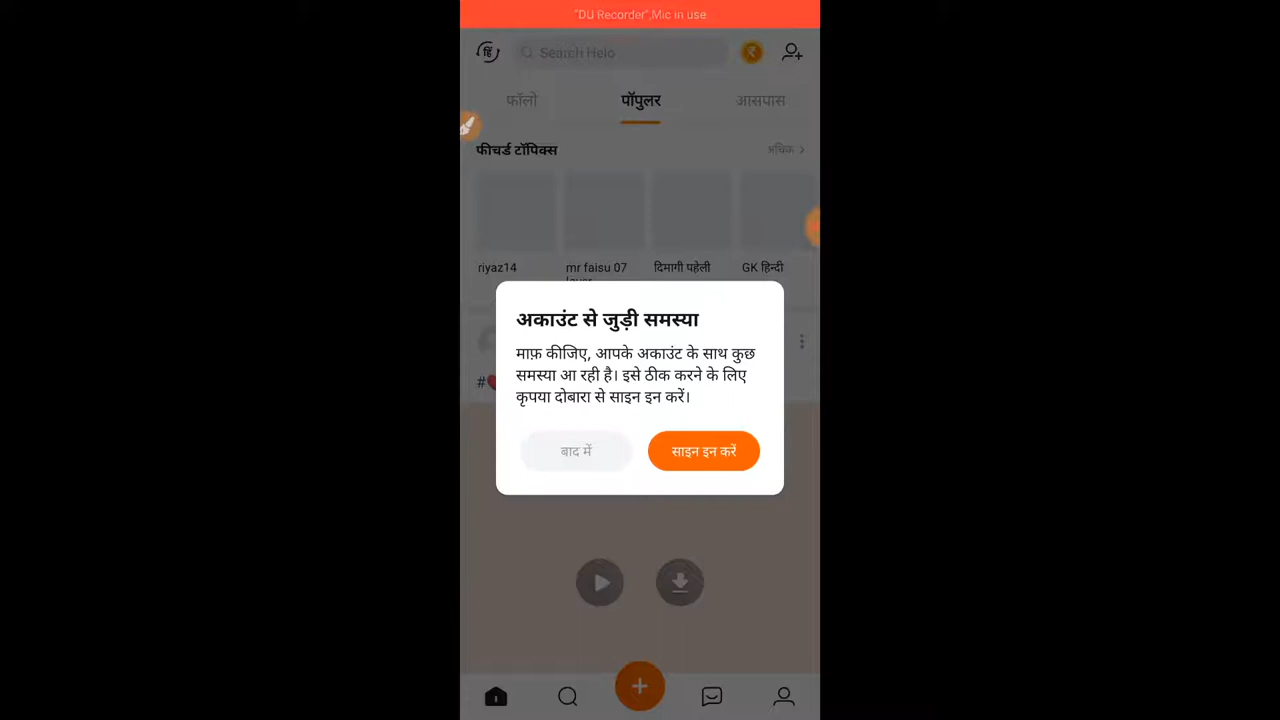 "DU Recorder",Mic in use
हिं Search Helo
फॉलो पॉपुलर आसपास
फीचर्ड टॉपिक्स अधिक >
riyaz14 mr faisu 07 दिमागी पहेली GK हिन्दी
अकाउंट से जुड़ी समस्या
माफ़ कीजिए, आपके अकाउंट के साथ कुछ
समस्या आ रही है। इसे ठीक करने के लिए
कृपया दोबारा से साइन इन करें।
#
बाद में साइन इन करें